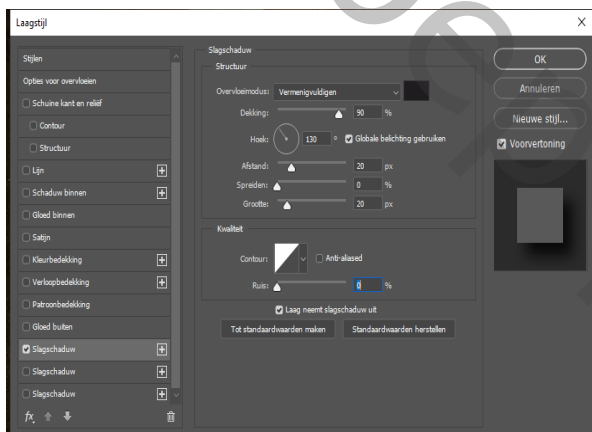 Laagstijl
Stijlen
Opties voor overvloeien
Schuine kant en reliëf
Contour
Structuur
Lijn
Schaduw binnen
Gloed binnen
Satijn
Kleurbedekking
Verloopbedekking
Patroonbedekking
Gloed buiten
Slagschaduw
Slagschaduw
Slagschaduw
fx
Slagschaduw
Structuur
Overvloeimodus: Vermenigvuldigen
Dekking: 90 %
Hoek: 130 ° Globale belichting gebruiken
Afstand: 20 px
Spreiden: 0 %
Grootte: 20 px
Kwaliteit
Contour: Anti-aliased
Ruis: 0 %
Laag neemt slagschaduw uit
Tot standaardwaarden maken Standaardwaarden herstellen
OK
Annuleren
Nieuwe stijl...
Voorvertoning